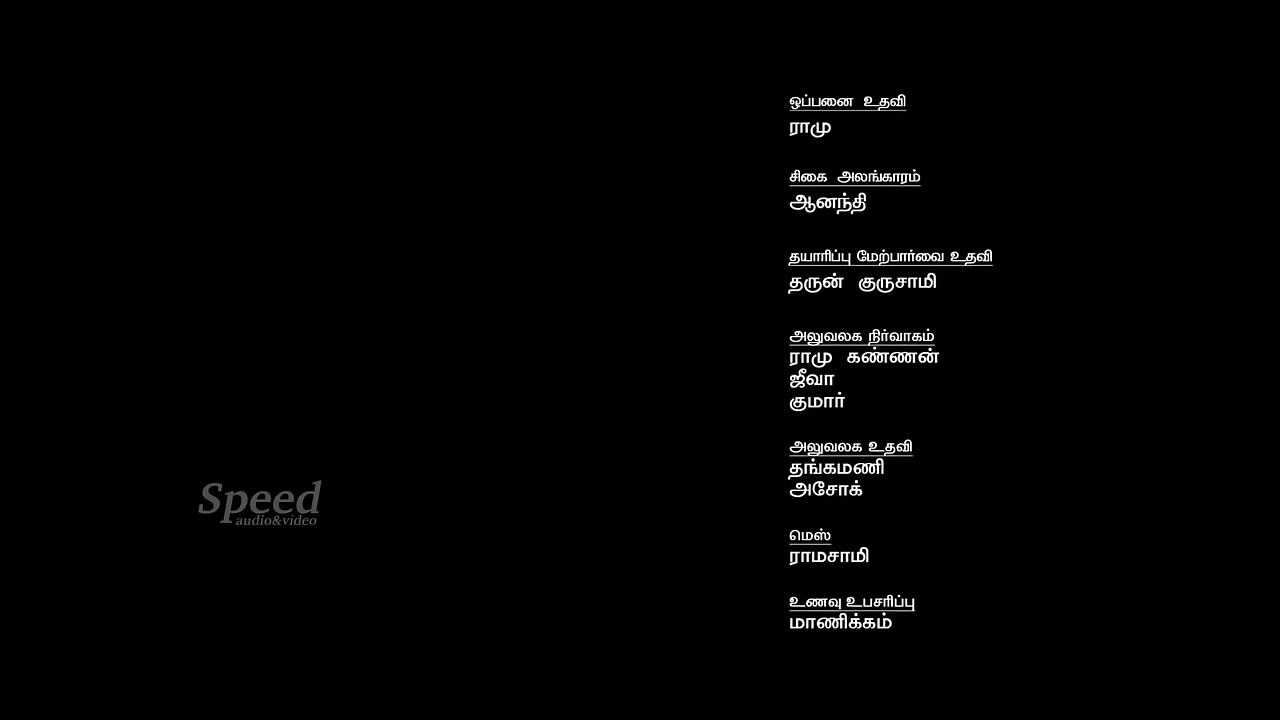 ஒப்பனை உதவி
ராமு
சிகை அலங்காரம்
ஆனந்தி
தயாரிப்பு மேற்பார்வை உதவி
தருன் குருசாமி
அலுவலக நிர்வாகம்
ராமு கண்ணன்
ஜீவா
குமார்
அலுவலக உதவி
தங்கமணி
அசோக்
மெஸ்
ராமசாமி
உணவு உபசரிப்பு
மாணிக்கம்
Speed
audio&video